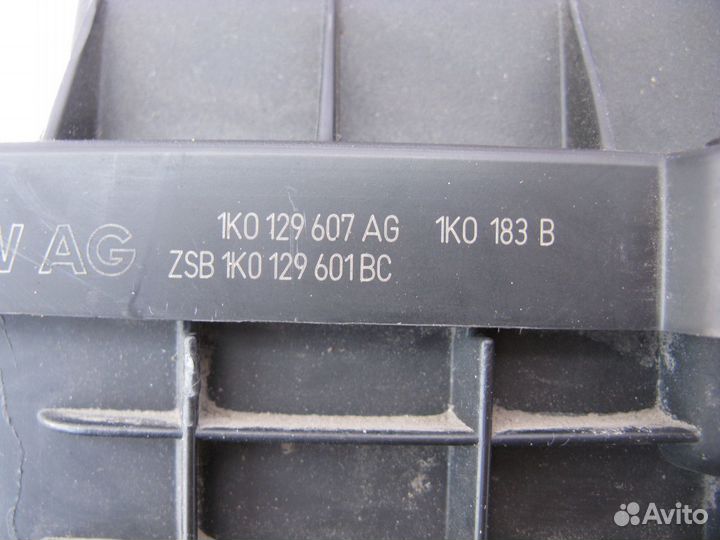 1K0 129 607 AG 1K0 183 B
AG
ZSB 1K0 129 601 BC
Avito